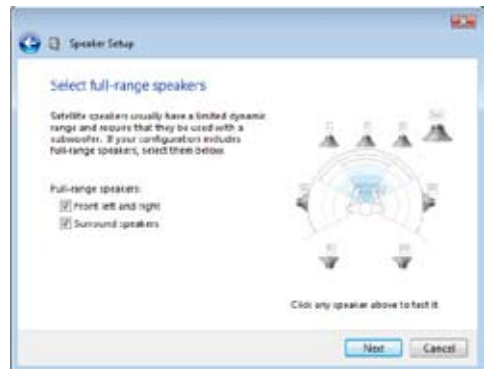 Speaker Setup
Select full-range speakers
Satellite speakers usually have a limited dynamic
range and require that they be used with a
subwoofer. If your configuration includes
full-range speakers, select them below.
Full-range speakers:
Front left and right
Surround speakers
Click any speaker above to test it.
Next
Cancel